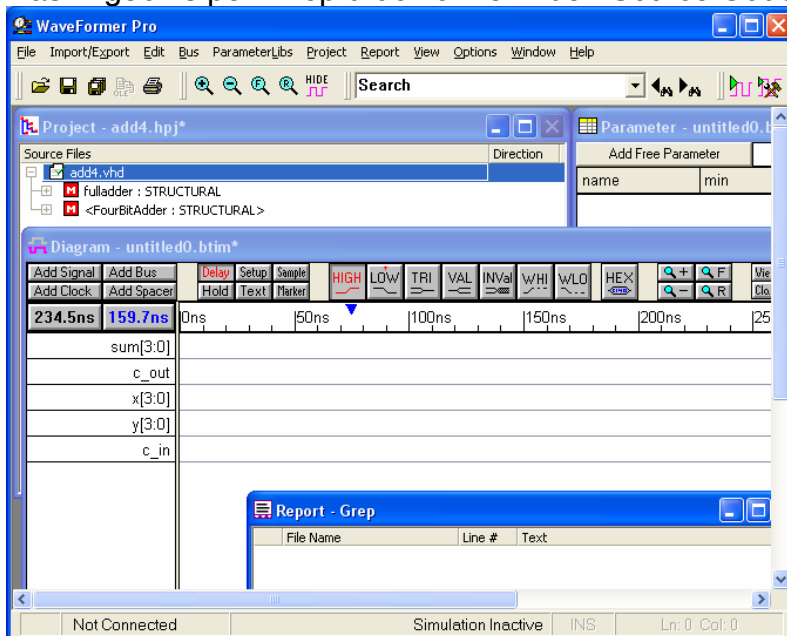 WaveFormer Pro
File Import/Export Edit Bus ParameterLibs Project Report View Options Window Help
HIDE Search
Project - add4.hpj*
Parameter - untitled0.b
Source Files Direction
Add Free Parameter
add4.vhd
name min
fulladder : STRUCTURAL
<FourBitAdder : STRUCTURAL>
Diagram - untitled0.btim*
Add Signal Add Bus Delay Setup Sample HIGH LOW TRI VAL INVal WHI WLO HEX + F Vie
Add Clock Add Spacer Hold Text Marker - R
234.5ns 159.7ns 0ns 50ns 100ns 150ns 200ns 25
sum[3:0]
c_out
x[3:0]
y[3:0]
c_in
Report - Grep
File Name Line # Text
Not Connected Simulation Inactive INS Ln: 0 Col: 0